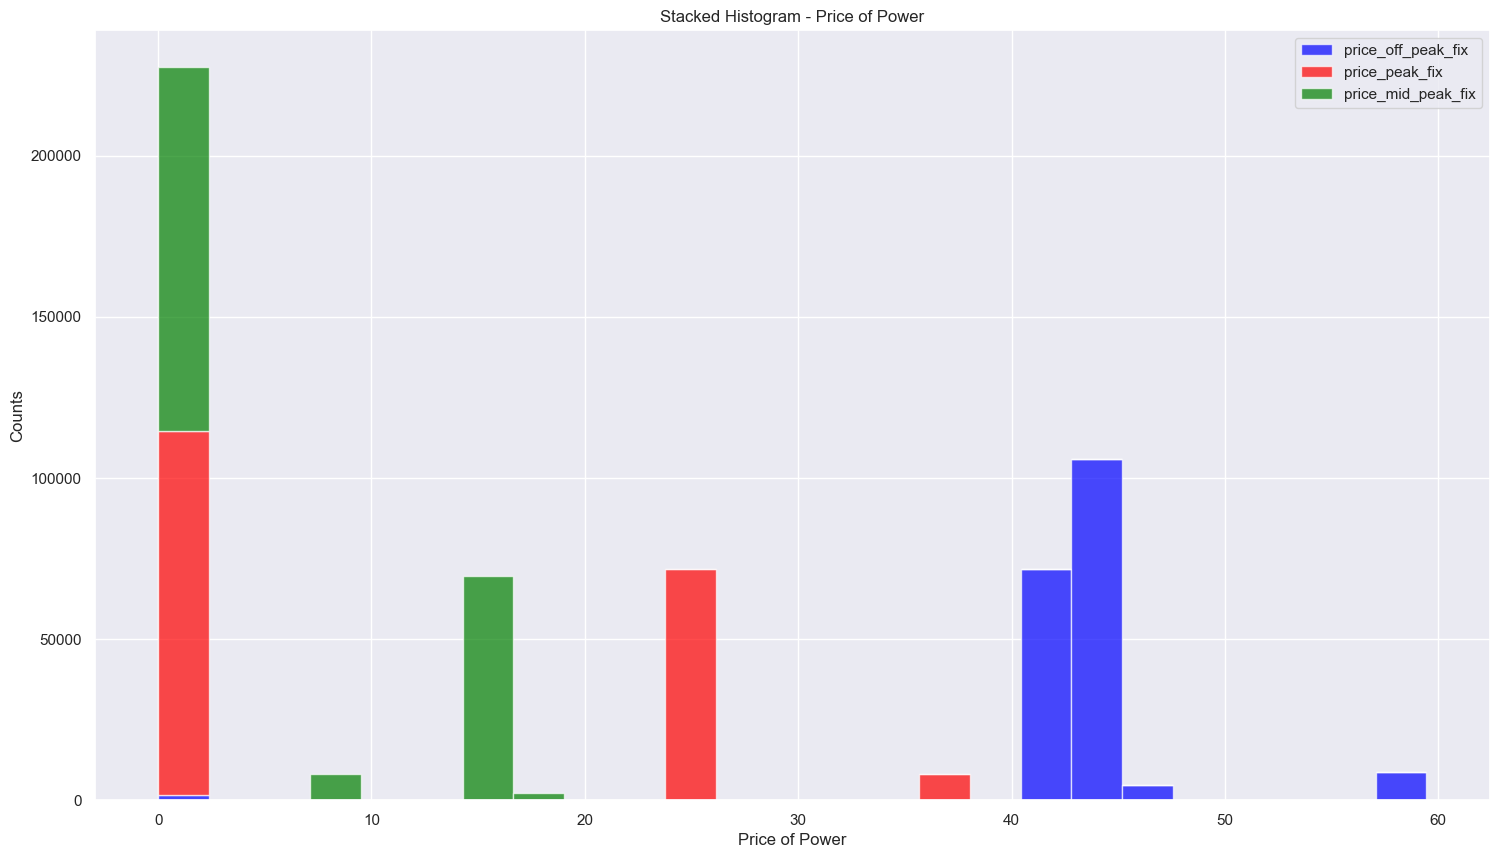 Stacked Histogram - Price of Power
price_off_peak_fix
price_peak_fix
price_mid_peak_fix
200000
150000
100000
50000
0
Counts
0 10 20 30 40 50 60
Price of Power